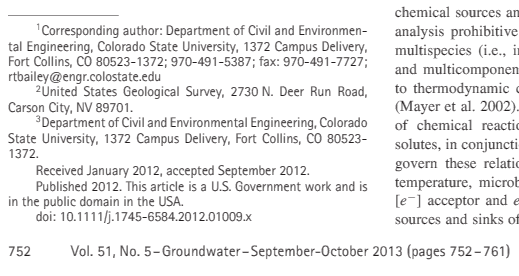 ¹Corresponding author: Department of Civil and Environmen-
tal Engineering, Colorado State University, 1372 Campus Delivery,
Fort Collins, CO 80523-1372; 970-491-5387; fax: 970-491-7727;
rtbailey@engr.colostate.edu
²United States Geological Survey, 2730 N. Deer Run Road,
Carson City, NV 89701.
³Department of Civil and Environmental Engineering, Colorado
State University, 1372 Campus Delivery, Fort Collins, CO 80523-
1372.
Received January 2012, accepted September 2012.
Published 2012. This article is a U.S. Government work and is
in the public domain in the USA.
doi: 10.1111/j.1745-6584.2012.01009.x
chemical sources an
analysis prohibitive
multispecies (i.e., i
and multicomponen
to thermodynamic c
(Mayer et al. 2002).
of chemical reactio
solutes, in conjuncti
govern these relatio
temperature, microb
[e⁻] acceptor and e
sources and sinks of
752 Vol. 51, No. 5–Groundwater–September-October 2013 (pages 752–761)